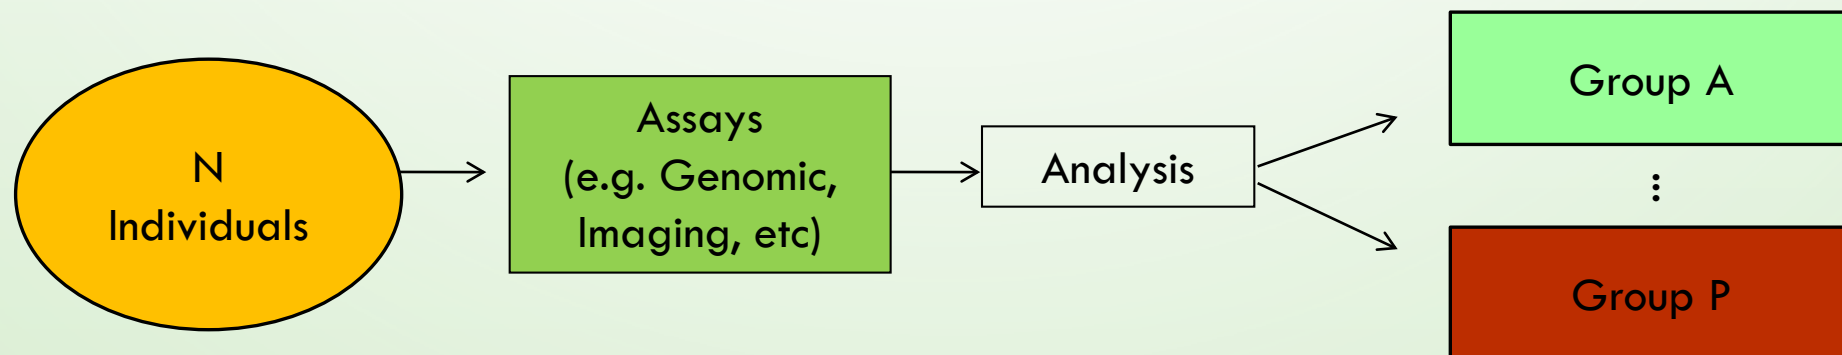 N
Individuals
Assays
(e.g. Genomic,
Imaging, etc)
Analysis
Group A
⋮
Group P